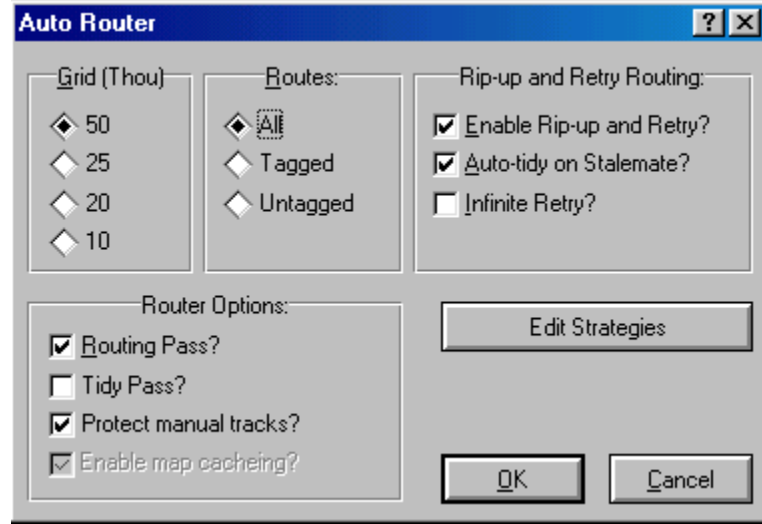 Auto Router
Grid (Thou)
50
25
20
10
Routes:
All
Tagged
Untagged
Rip-up and Retry Routing:
Enable Rip-up and Retry?
Auto-tidy on Stalemate?
Infinite Retry?
Router Options:
Routing Pass?
Tidy Pass?
Protect manual tracks?
Enable map cacheing?
Edit Strategies
OK
Cancel